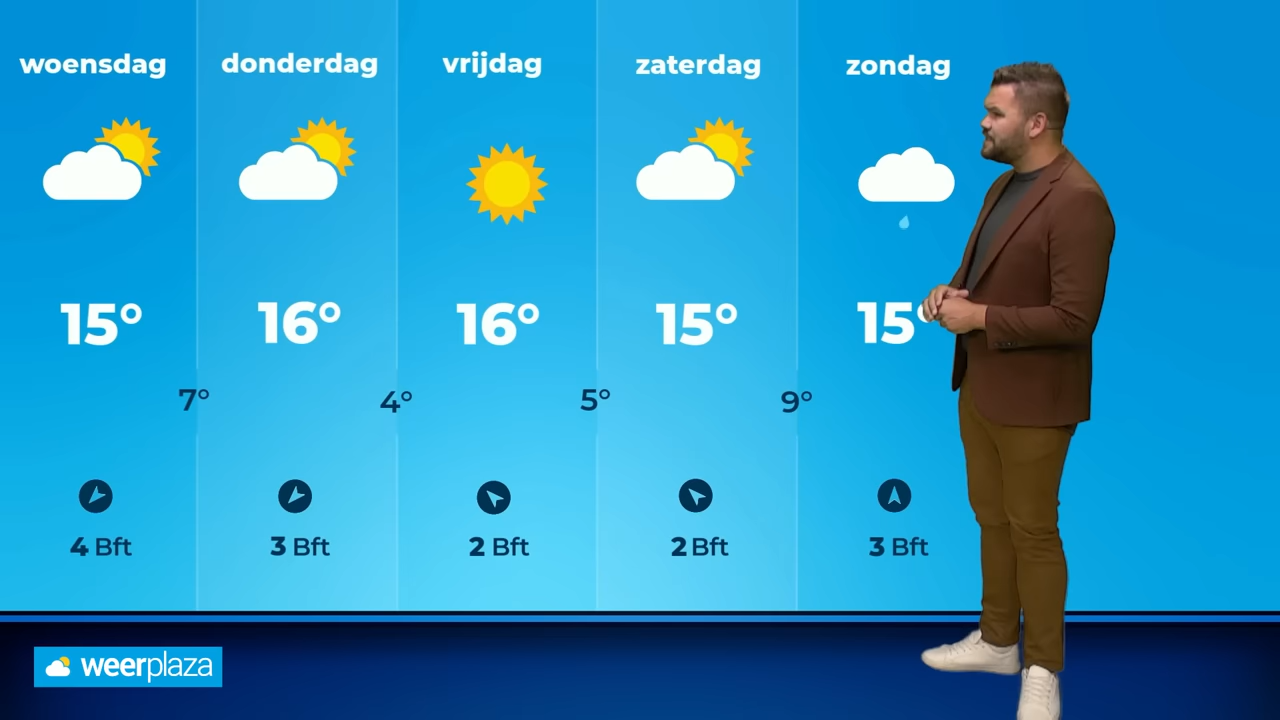 woensdag donderdag vrijdag zaterdag zondag
15° 16° 16° 15° 15°
7° 4° 5° 9°
4 Bft 3 Bft 2 Bft 2 Bft 3 Bft
weerplaza